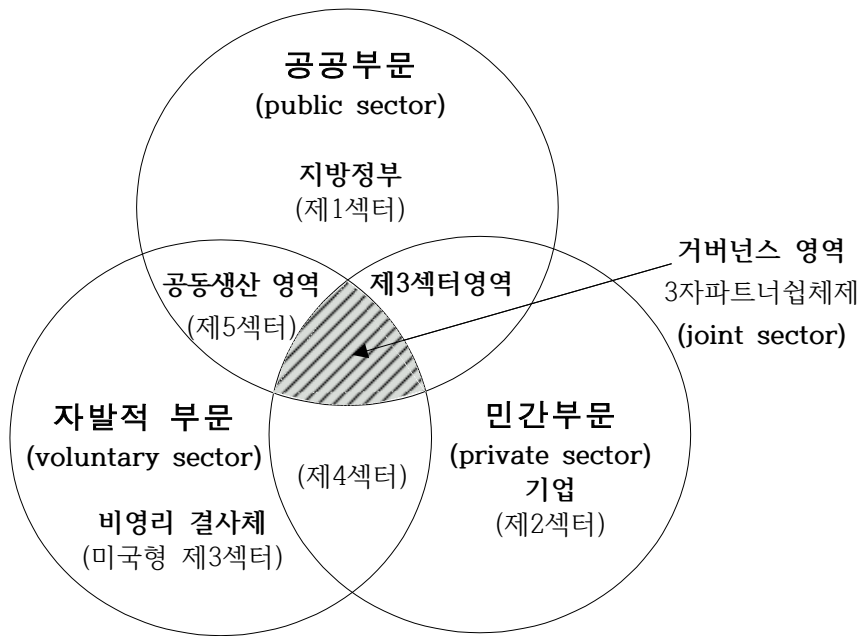 공공부문
(public sector)
지방정부
(제1섹터)
공동생산 영역
(제5섹터)
제3섹터영역
거버넌스 영역
3자파트너쉽체제
(joint sector)
자발적 부문
(voluntary sector)
비영리 결사체
(미국형 제3섹터)
(제4섹터)
민간부문
(private sector)
기업
(제2섹터)